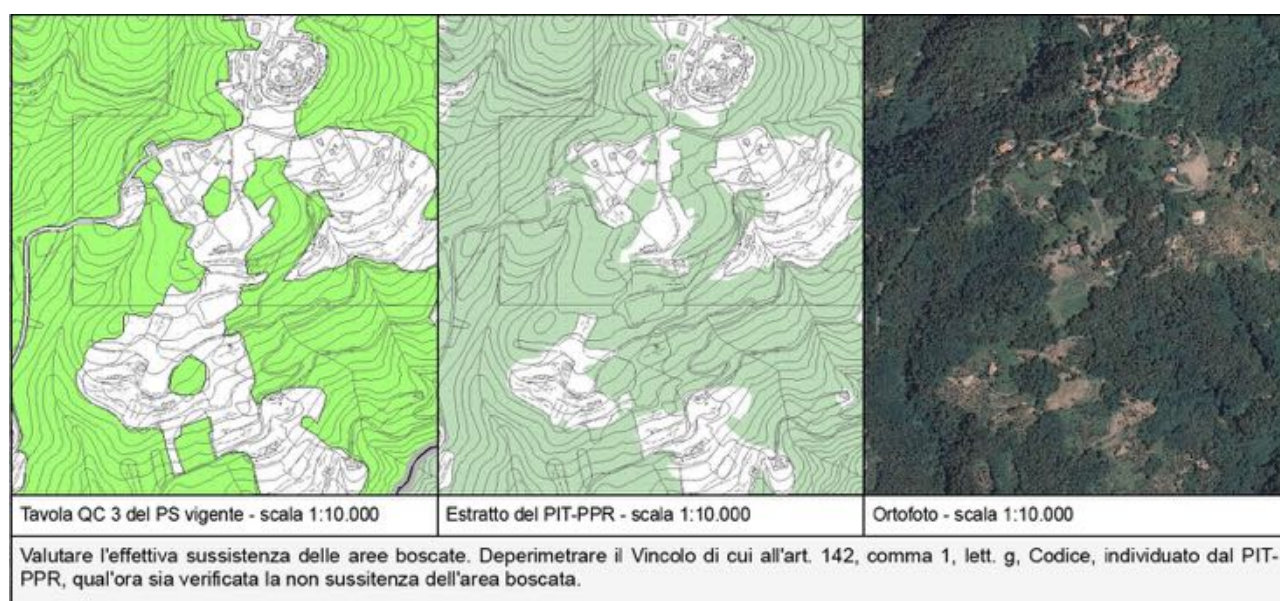 Tavola QC 3 del PS vigente - scala 1:10.000
Estratto del PIT-PPR - scala 1:10.000
Ortofoto - scala 1:10.000
Valutare l'effettiva sussistenza delle aree boscate. Deperimetrare il Vincolo di cui all'art. 142, comma 1, lett. g, Codice, individuato dal PIT-
PPR, qual'ora sia verificata la non sussitenza dell'area boscata.